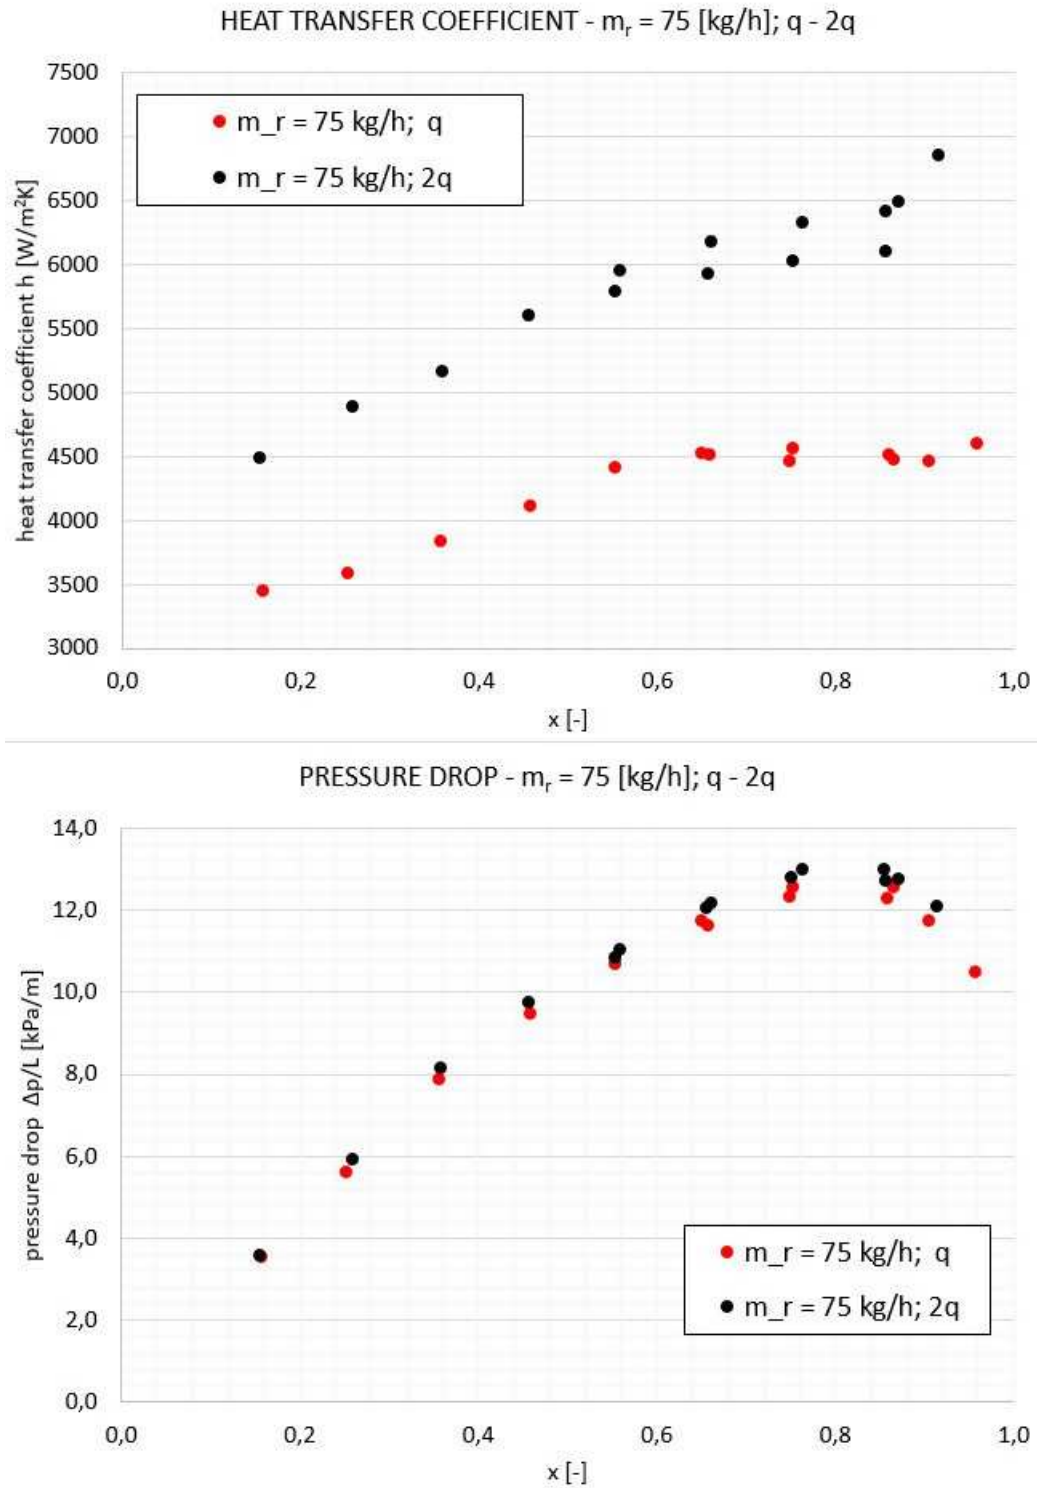 HEAT TRANSFER COEFFICIENT - mᵣ = 75 [kg/h]; q - 2q
7500
7000
6500
6000
5500
5000
4500
4000
3500
3000
heat transfer coefficient h [W/m²K]
m_r = 75 kg/h; q
m_r = 75 kg/h; 2q
0,0 0,2 0,4 0,6 0,8 1,0
x [-]
PRESSURE DROP - mᵣ = 75 [kg/h]; q - 2q
14,0
12,0
10,0
8,0
6,0
4,0
2,0
0,0
pressure drop Δp/L [kPa/m]
m_r = 75 kg/h; q
m_r = 75 kg/h; 2q
0,0 0,2 0,4 0,6 0,8 1,0
x [-]